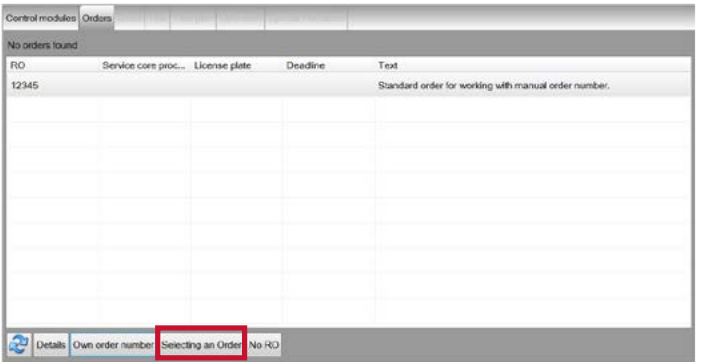 Control modules Orders
No orders found
RO Service core proc... License plate Deadline Text
12345 Standard order for working with manual order number.
Details Own order number Selecting an Order No RO